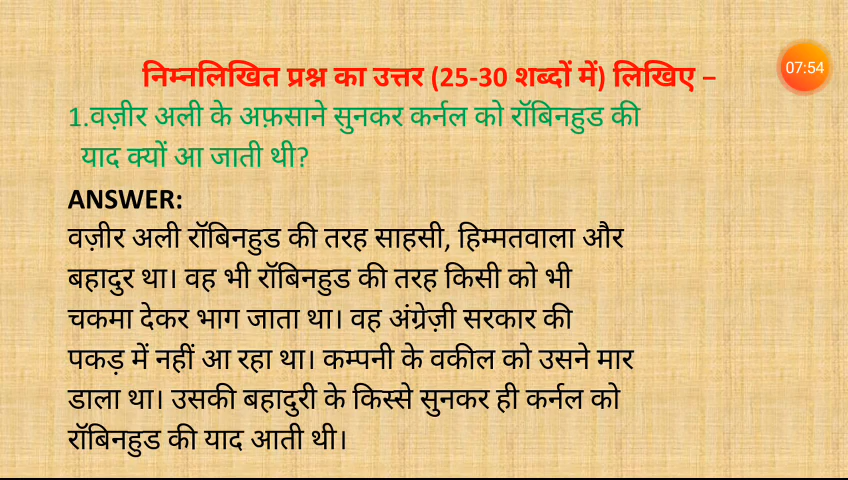 निम्नलिखित प्रश्न का उत्तर (25-30 शब्दों में) लिखिए –
07:54
1.वज़ीर अली के अफ़साने सुनकर कर्नल को रॉबिनहुड की
याद क्यों आ जाती थी?
ANSWER:
वज़ीर अली रॉबिनहुड की तरह साहसी, हिम्मतवाला और
बहादुर था। वह भी रॉबिनहुड की तरह किसी को भी
चकमा देकर भाग जाता था। वह अंग्रेज़ी सरकार की
पकड़ में नहीं आ रहा था। कम्पनी के वकील को उसने मार
डाला था। उसकी बहादुरी के किस्से सुनकर ही कर्नल को
रॉबिनहुड की याद आती थी।